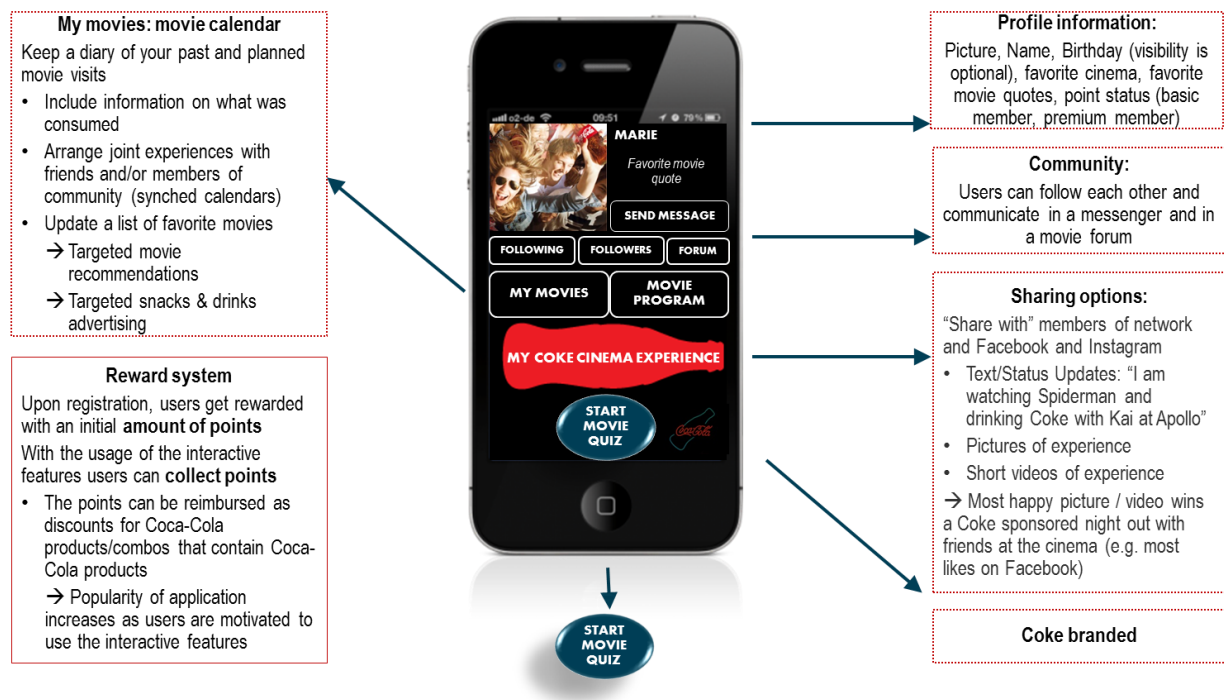 My movies: movie calendar
Keep a diary of your past and planned
movie visits
• Include information on what was
consumed
• Arrange joint experiences with
friends and/or members of
community (synched calendars)
• Update a list of favorite movies
→ Targeted movie
recommendations
→ Targeted snacks & drinks
advertising
Reward system
Upon registration, users get rewarded
with an initial amount of points
With the usage of the interactive
features users can collect points
• The points can be reimbursed as
discounts for Coca-Cola
products/combos that contain Coca-
Cola products
→ Popularity of application
increases as users are motivated to
use the interactive features
o2-de
09:51
79%
MARIE
Favorite movie
quote
SEND MESSAGE
FOLLOWING
FOLLOWERS
FORUM
MY MOVIES
MOVIE
PROGRAM
MY COKE CINEMA EXPERIENCE
START
MOVIE
QUIZ
Coca-Cola
START
MOVIE
QUIZ
Profile information:
Picture, Name, Birthday (visibility is
optional), favorite cinema, favorite
movie quotes, point status (basic
member, premium member)
Community:
Users can follow each other and
communicate in a messenger and in
a movie forum
Sharing options:
“Share with” members of network
and Facebook and Instagram
• Text/Status Updates: “I am
watching Spiderman and
drinking Coke with Kai at Apollo”
• Pictures of experience
• Short videos of experience
→ Most happy picture / video wins
a Coke sponsored night out with
friends at the cinema (e.g. most
likes on Facebook)
Coke branded